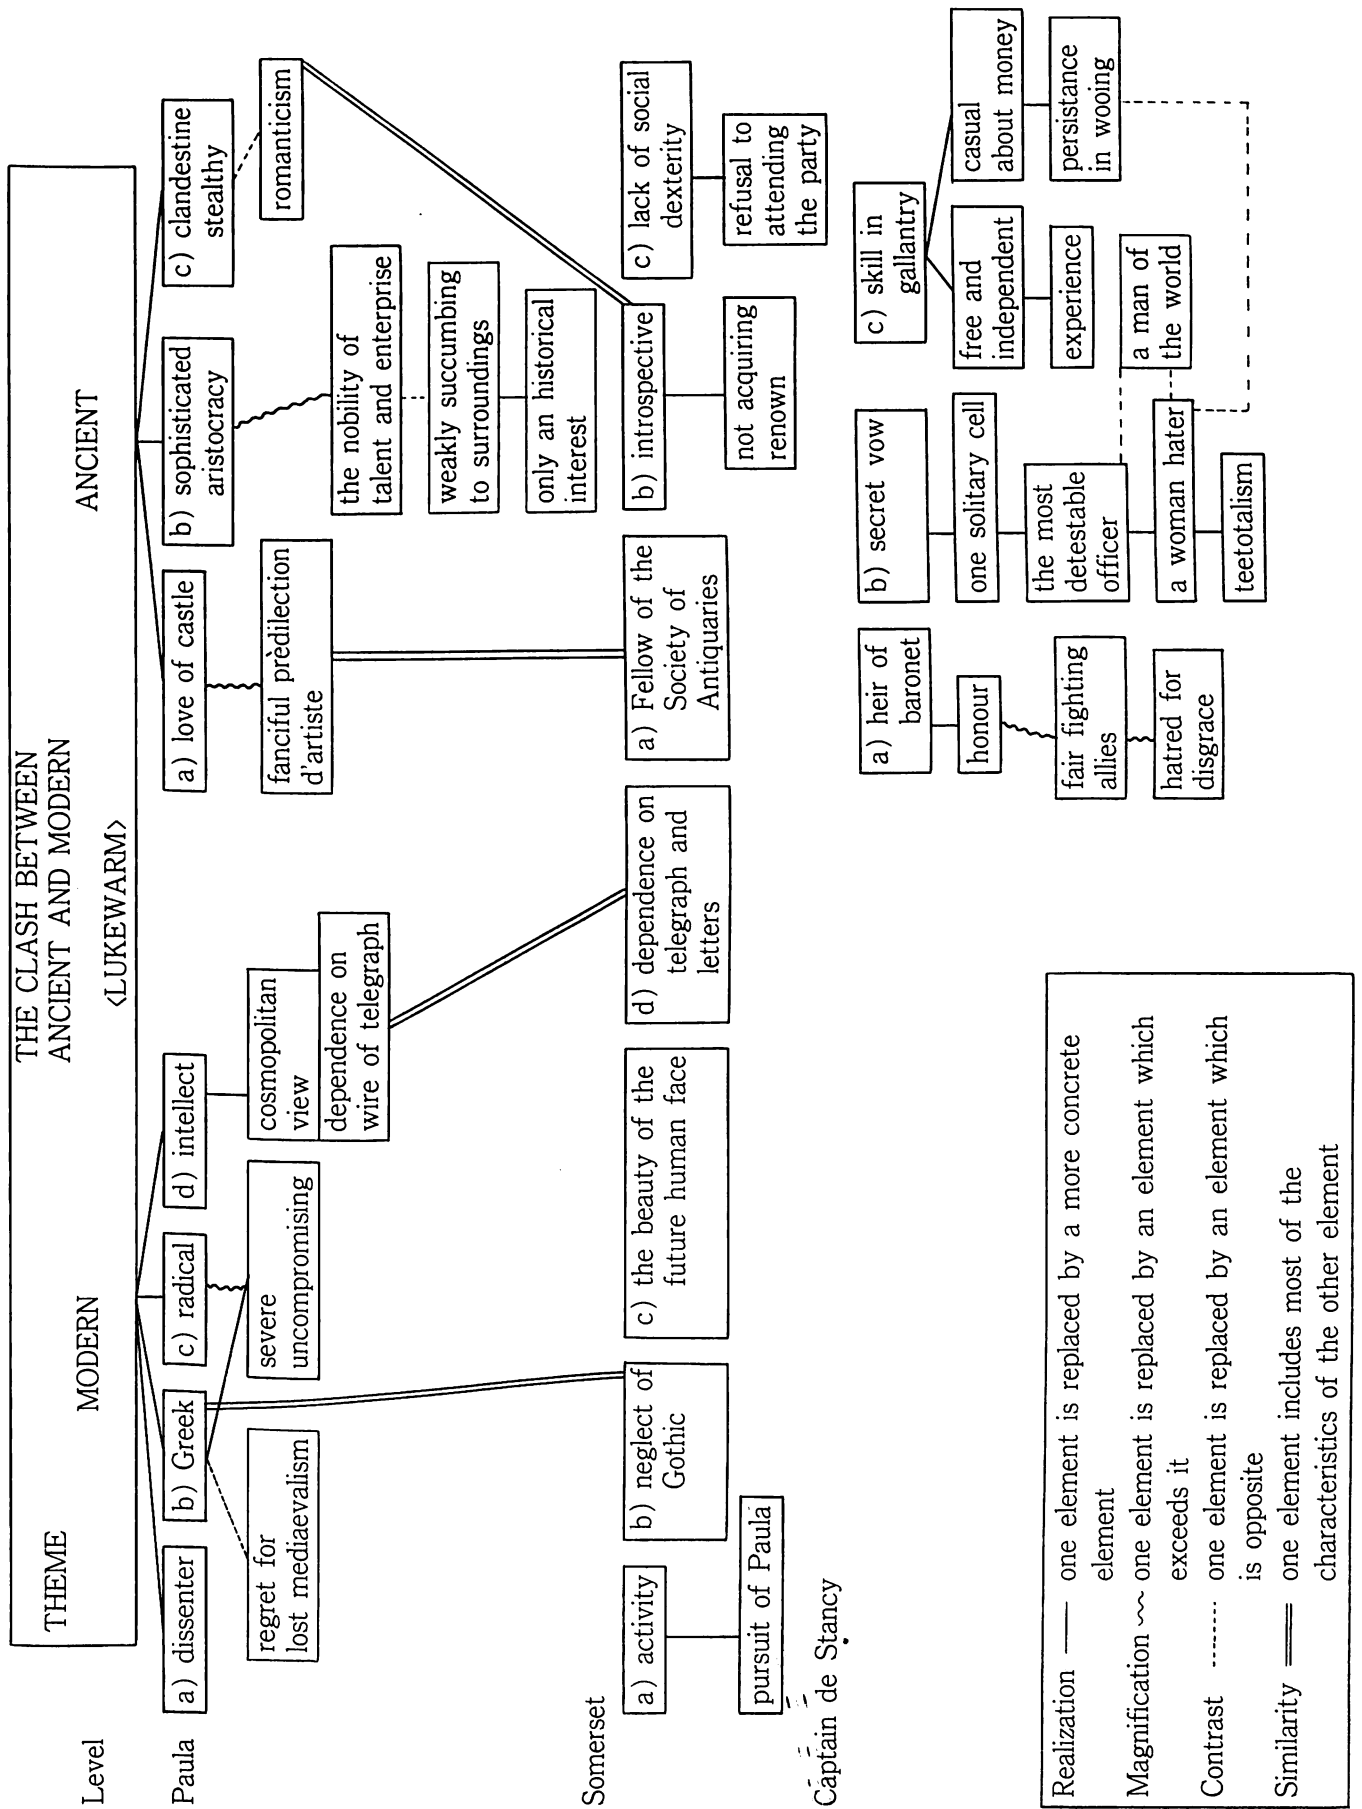 THE CLASH BETWEEN
ANCIENT AND MODERN
THEME
MODERN
<LUKEWARM>
ANCIENT
Level
Paula
a) dissenter
b) Greek
c) radical
d) intellect
a) love of castle
b) sophisticated
aristocracy
c) clandestine
stealthy
regret for
lost mediaevalism
severe
uncompromising
cosmopolitan
view
dependence on
wire of telegraph
fanciful prèdilection
d'artiste
the nobility of
talent and enterprise
weakly succumbing
to surroundings
only an historical
interest
romanticism
Somerset
a) activity
pursuit of Paula
b) neglect of
Gothic
c) the beauty of the
future human face
d) dependence on
telegraph and
letters
a) Fellow of the
Society of
Antiquaries
b) introspective
not acquiring
renown
c) lack of social
dexterity
refusal to
attending
the party
Captain de Stancy
a) heir of
baronet
honour
fair fighting
allies
hatred for
disgrace
b) secret vow
one solitary cell
the most
detestable
officer
a woman hater
teetotalism
c) skill in
gallantry
free and
independent
experience
a man of
the world
casual
about money
persistance
in wooing
Realization — one element is replaced by a more concrete
element
Magnification 〜 one element is replaced by an element which
exceeds it
Contrast ------- one element is replaced by an element which
is opposite
Similarity ═ one element includes most of the
characteristics of the other element